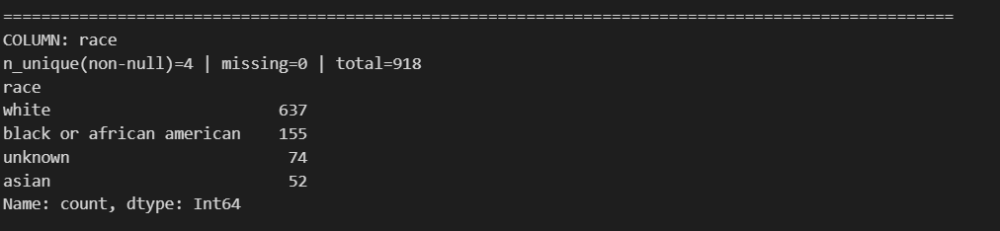 ====================================================================================================
COLUMN: race
n_unique(non-null)=4 | missing=0 | total=918
race
white                        637
black or african american    155
unknown                       74
asian                         52
Name: count, dtype: Int64